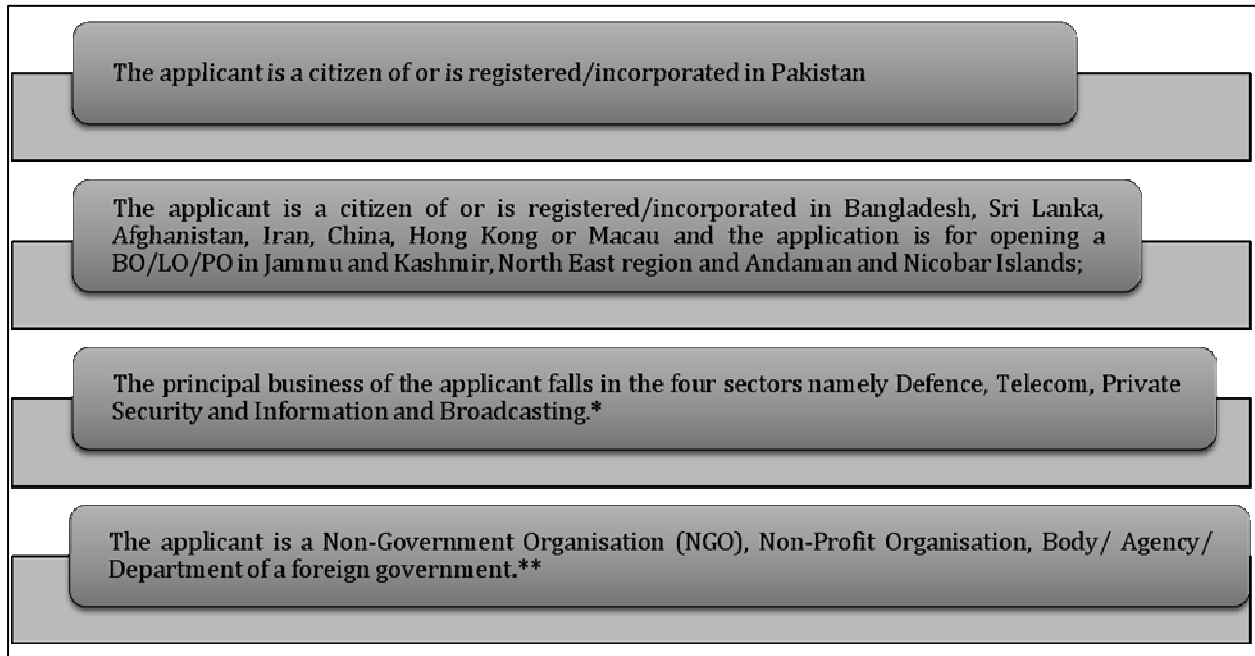 The applicant is a citizen of or is registered/incorporated in Pakistan
The applicant is a citizen of or is registered/incorporated in Bangladesh, Sri Lanka,
Afghanistan, Iran, China, Hong Kong or Macau and the application is for opening a
BO/LO/PO in Jammu and Kashmir, North East region and Andaman and Nicobar Islands;
The principal business of the applicant falls in the four sectors namely Defence, Telecom, Private
Security and Information and Broadcasting.*
The applicant is a Non-Government Organisation (NGO), Non-Profit Organisation, Body/ Agency/
Department of a foreign government.**